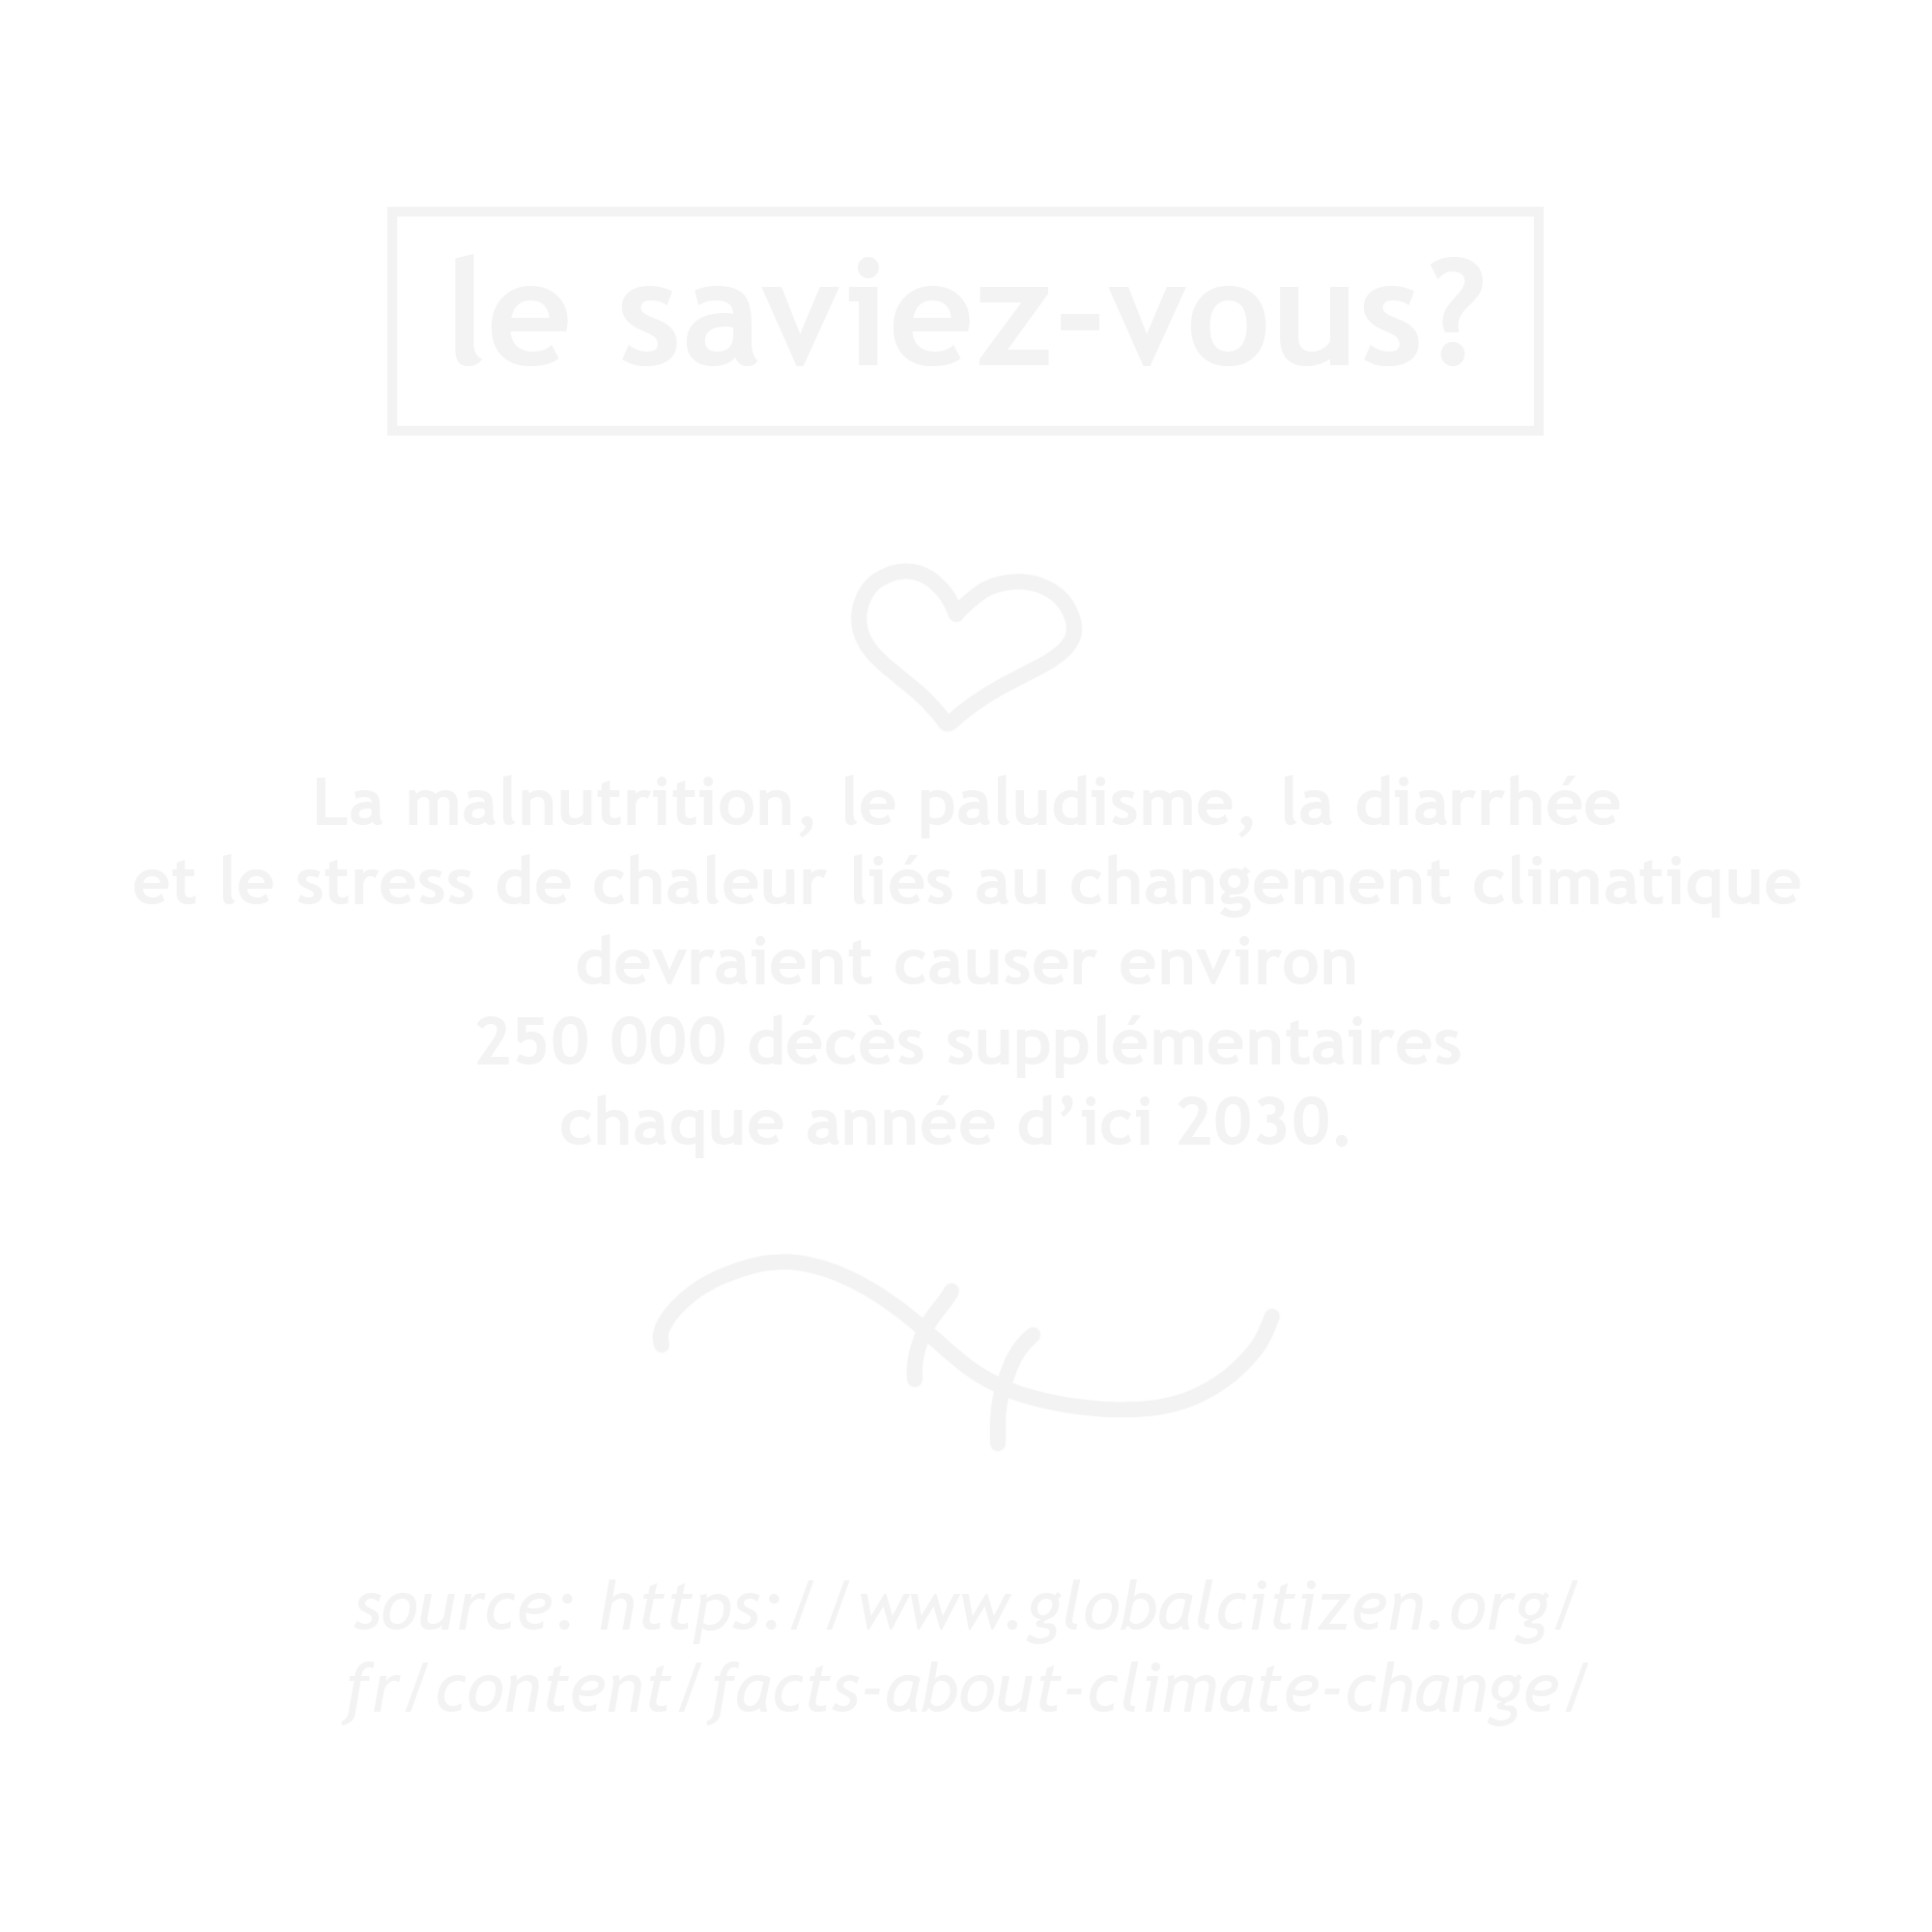 le saviez-vous?
La malnutrition, le paludisme, la diarrhée
et le stress de chaleur liés au changement climatique
devraient causer environ
250 000 décès supplémentaires
chaque année d’ici 2030.
source: https://www.globalcitizen.org/
fr/content/facts-about-climate-change/